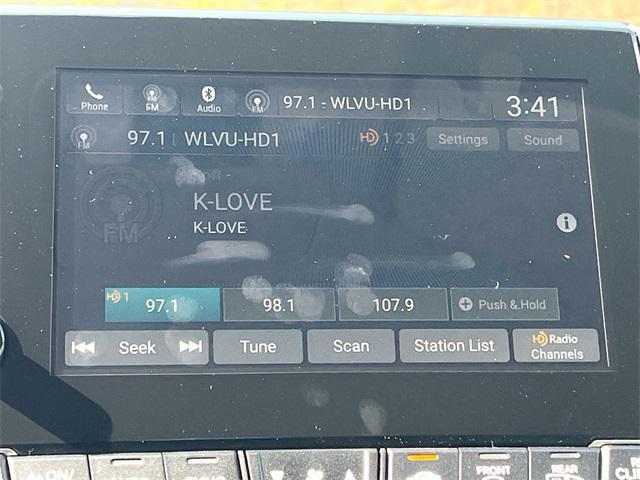 Phone FM Audio FM 97.1 - WLVU-HD1 3:41
FM 97.1 WLVU-HD1 HD 1 2 3 Settings Sound
FM
K-LOVE
K-LOVE
HD 1 97.1 98.1 107.9 Push & Hold
Seek Tune Scan Station List HD Radio Channels
ON/
FRONT REAR